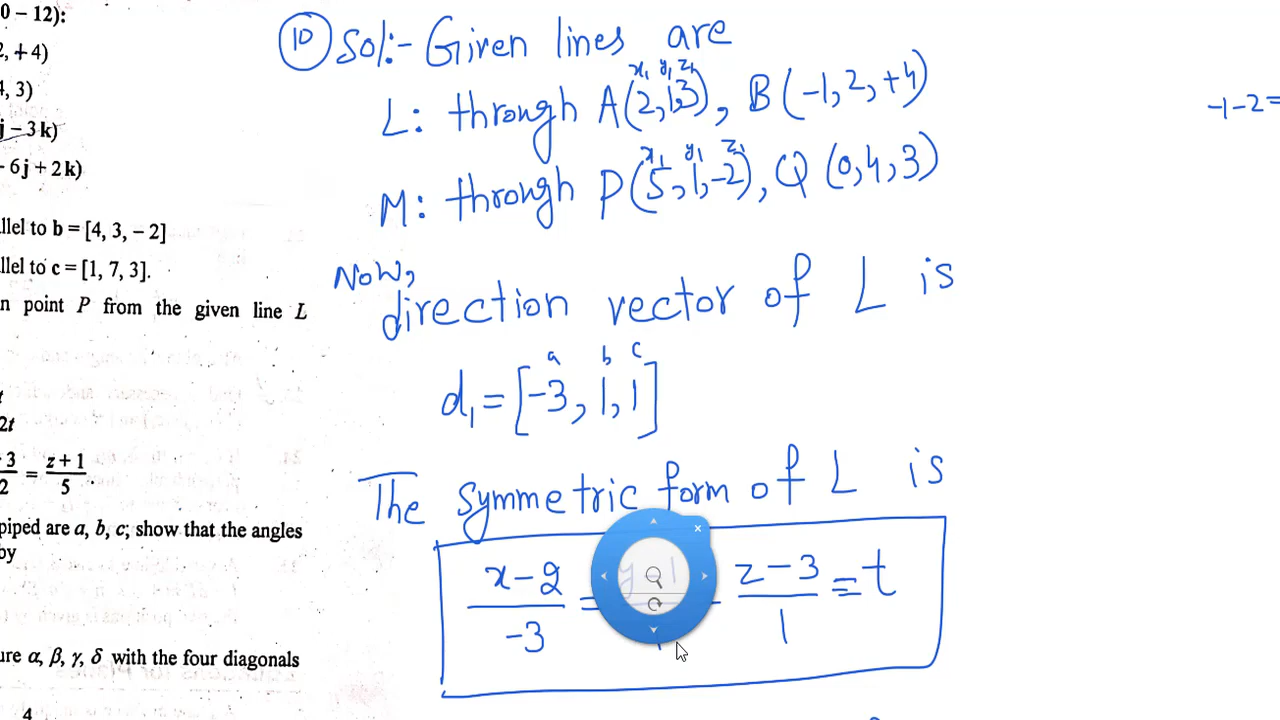 0 – 12):
2, + 4)
4, 3)
j – 3k)
- 6j + 2k)
llel to b = [4, 3, – 2]
llel to c = [1, 7, 3].
n point P from the given line L
t
2t
- 3
2
=
z + 1
5
.
piped are a, b, c; show that the angles
by
ure α, β, γ, δ with the four diagonals
4
10 Sol:- Given lines are
x₁ y₁ z₁
L: through A(2,1,3), B(-1,2,+4)
-1-2=
x₁ y₁ z₁
M: through P(5,1,-2), Q(0,4,3)
Now,
direction vector of L is
a b c
d₁ = [-3, 1, 1]
The symmetric form of L is
x-2 y-1 z-3
= = = t
-3 1